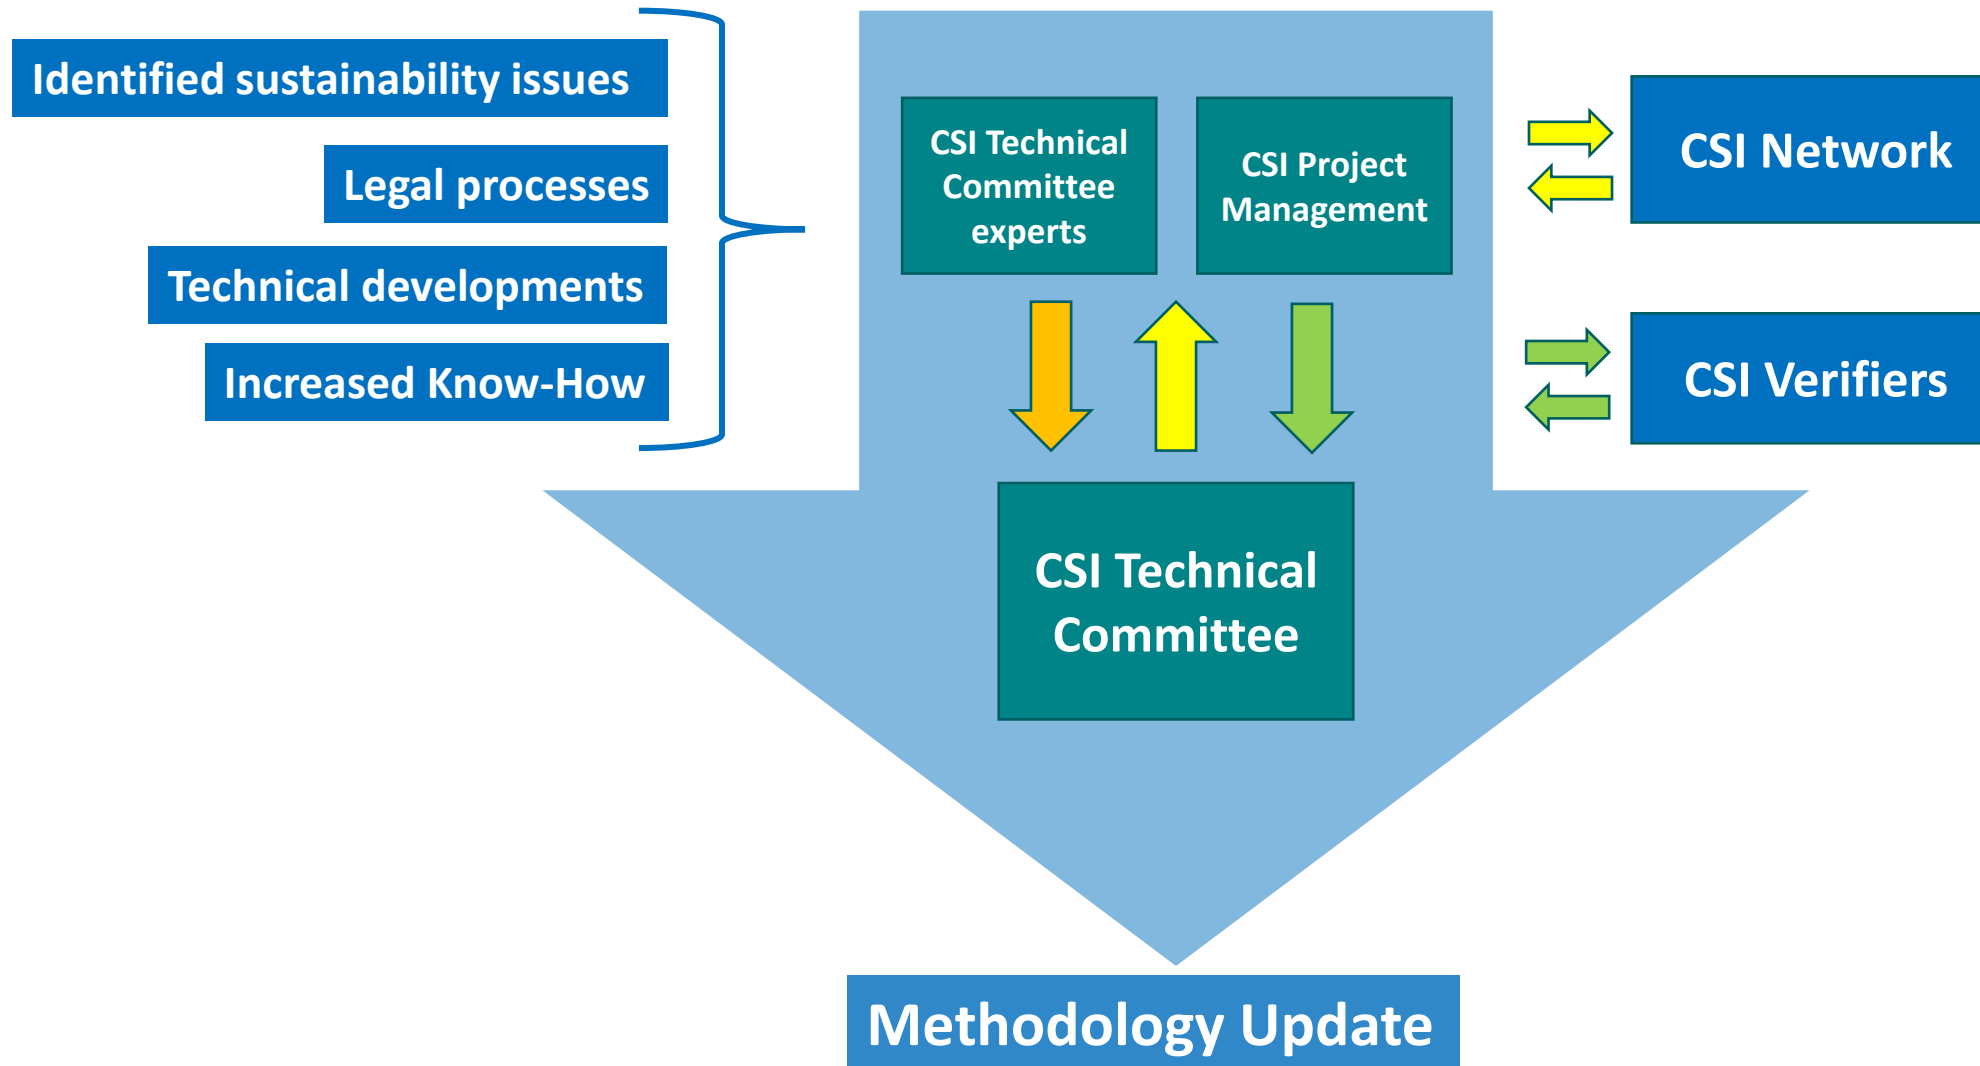 Identified sustainability issues
Legal processes
Technical developments
Increased Know-How
CSI Technical
Committee
experts
CSI Project
Management
CSI Network
CSI Verifiers
CSI Technical
Committee
Methodology Update